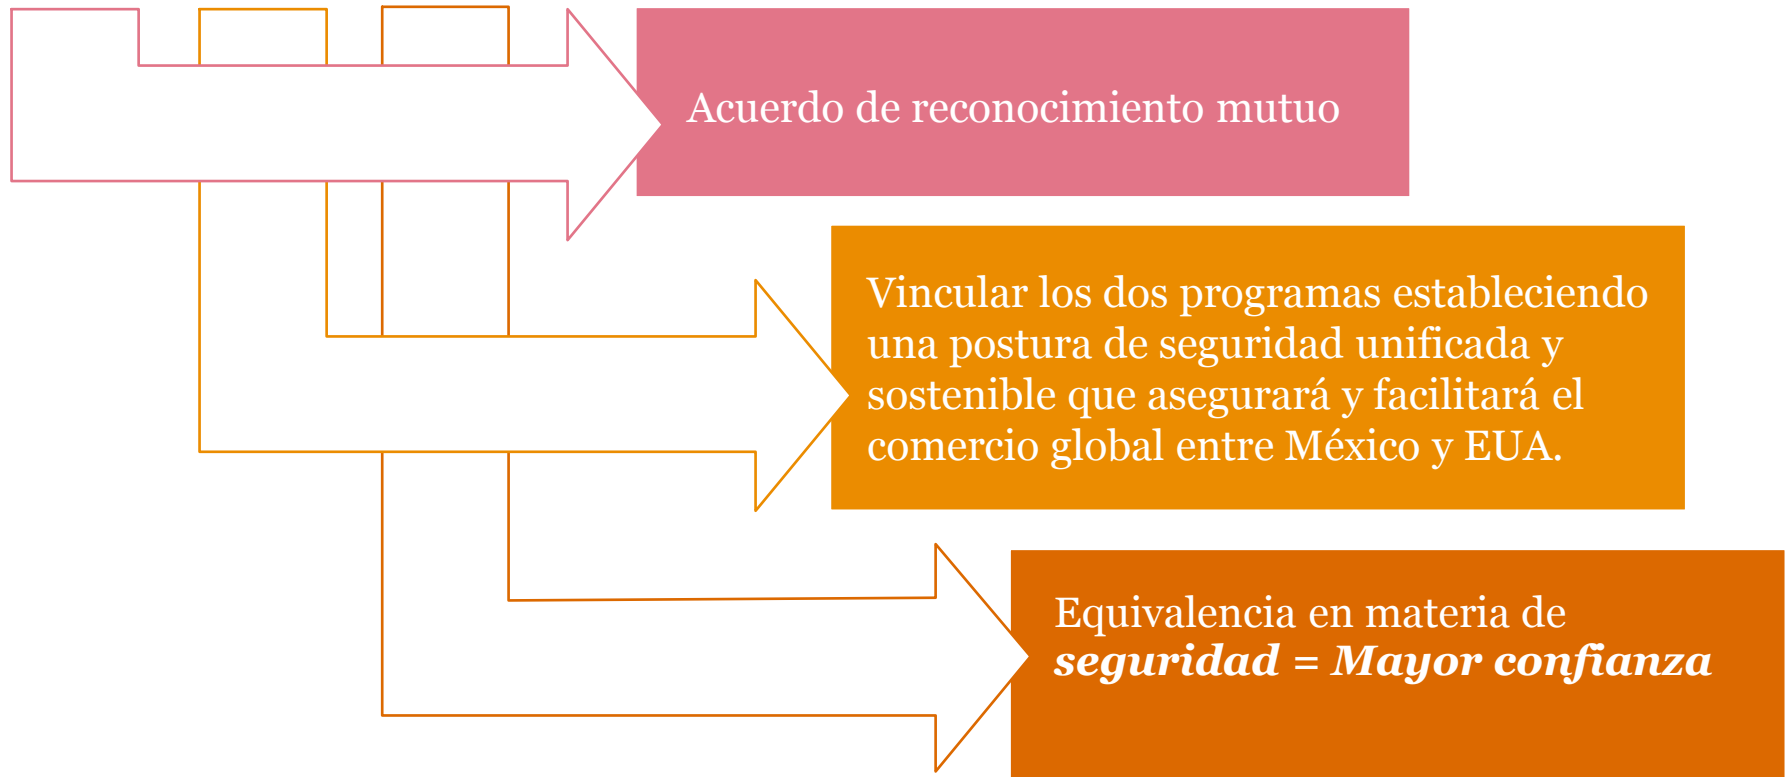 Acuerdo de reconocimiento mutuo
Vincular los dos programas estableciendo
una postura de seguridad unificada y
sostenible que asegurará y facilitará el
comercio global entre México y EUA.
Equivalencia en materia de
seguridad = Mayor confianza